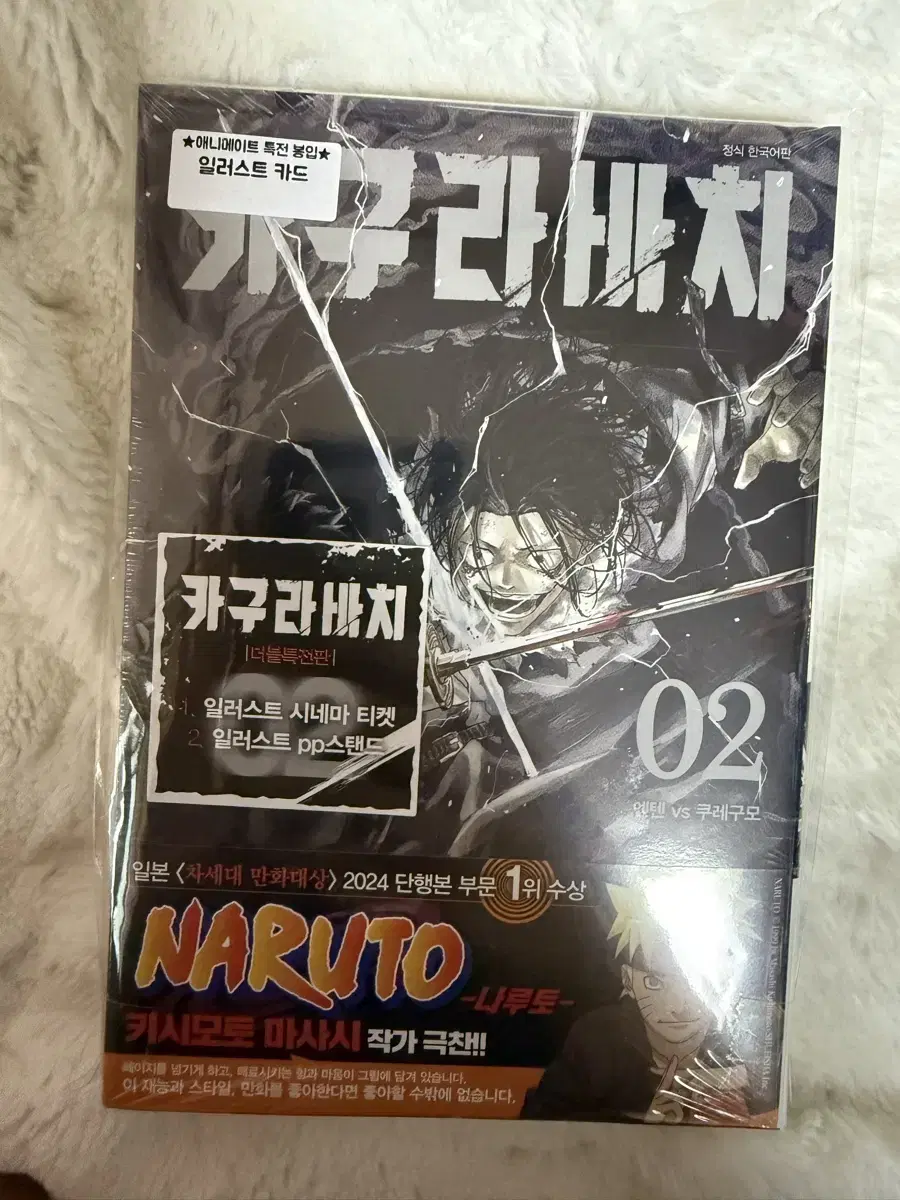 ★애니메이트 특전 봉입★
일러스트 카드
정식 한국어판
카구라바치
카구라바치
더블특전판
1. 일러스트 시네마 티켓
2. 일러스트 pp스탠드
02
02
엔텐 vs 쿠레구모
일본 <차세대 만화대상> 2024 단행본 부문 1위 수상
NARUTO
-나루토-
키시모토 마사시 작가 극찬!!
페이지를 넘기게 하고, 매료시키는 힘과 마음이 그림에 담겨 있습니다.
이 재능과 스타일, 만화를 좋아한다면 좋아할 수밖에 없습니다.
NARUTO © 1999